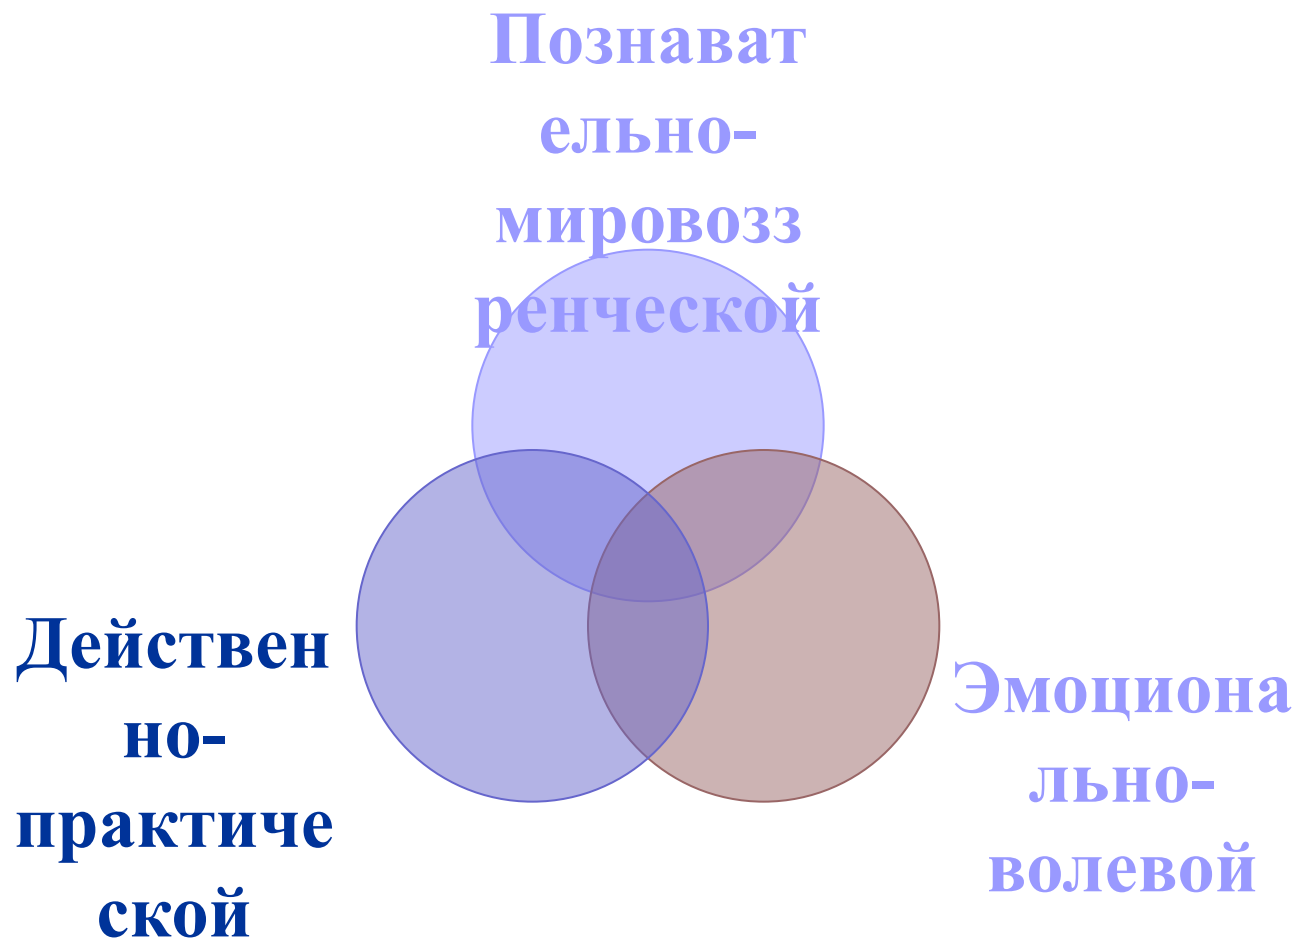 Познават
ельно-
мировозз
ренческой
Действен
но-
практиче
ской
Эмоциона
льно-
волевой